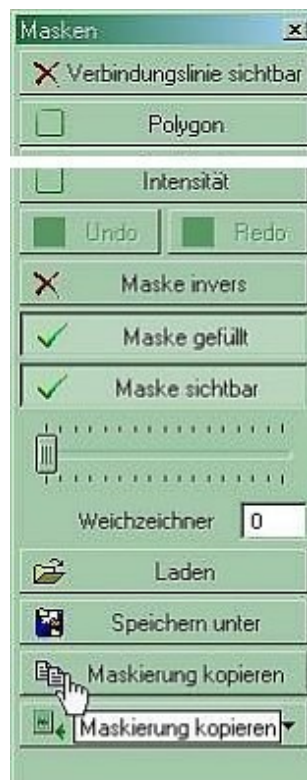 Masken
Verbindungslinie sichtbar
Polygon
Intensität
Undo Redo
Maske invers
Maske gefüllt
Maske sichtbar
Weichzeichner 0
Laden
Speichern unter
Maskierung kopieren
Maskierung kopieren